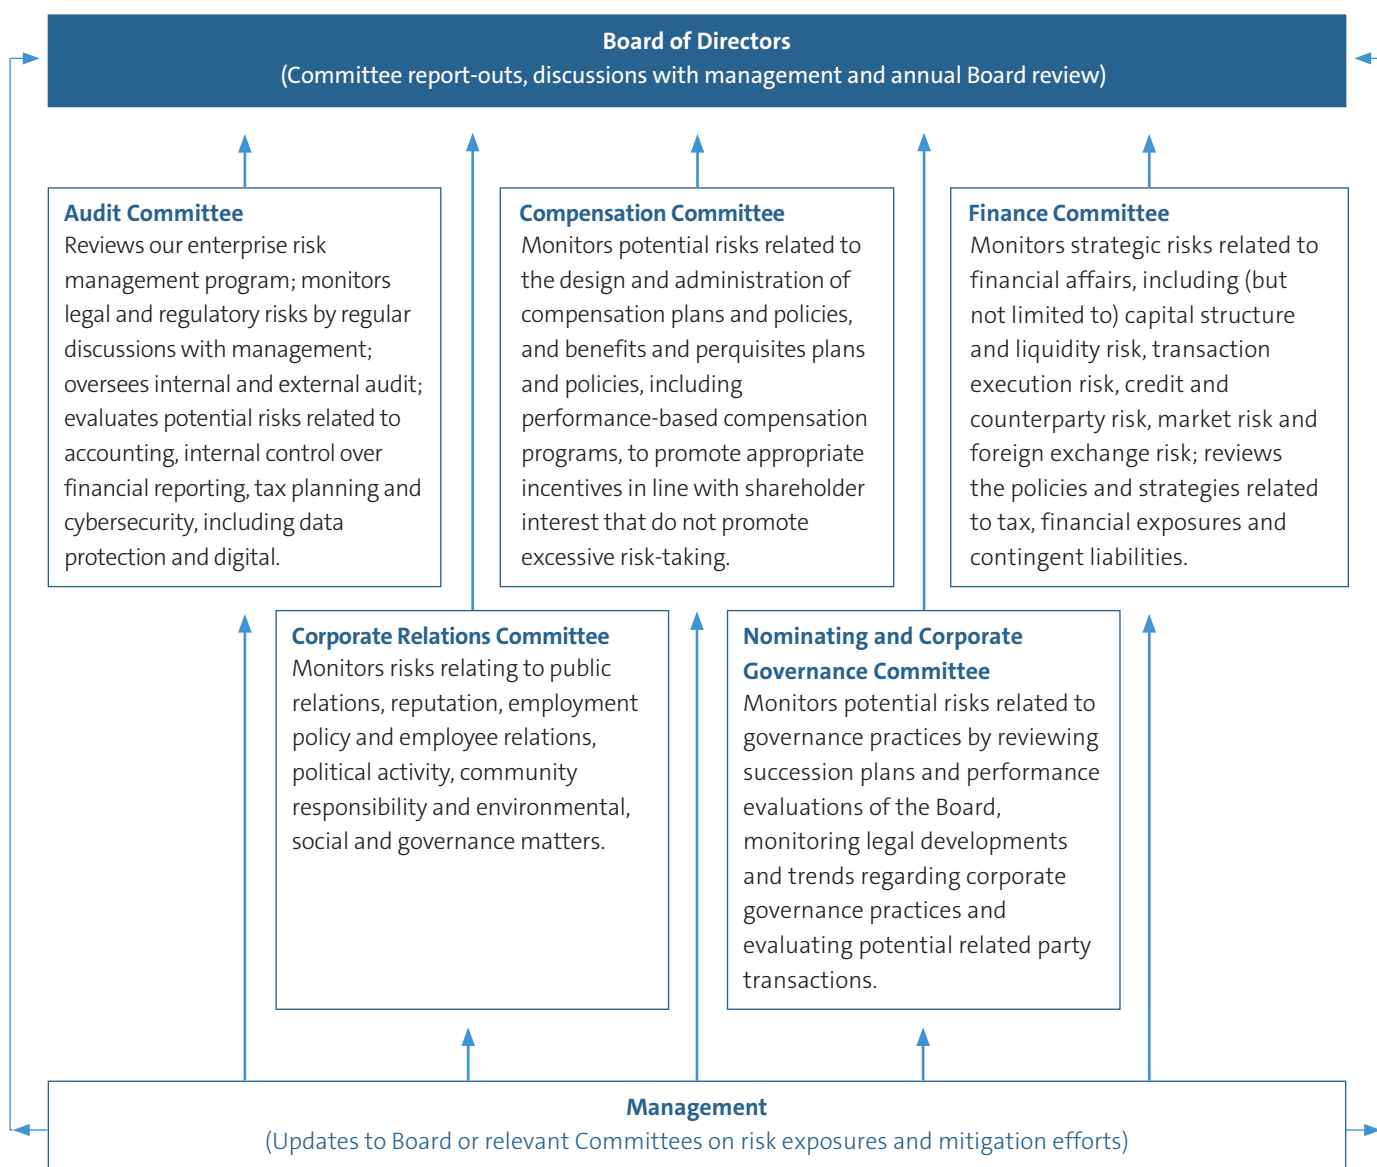 Board of Directors
(Committee report-outs, discussions with management and annual Board review)
Audit Committee
Reviews our enterprise risk
management program; monitors
legal and regulatory risks by regular
discussions with management;
oversees internal and external audit;
evaluates potential risks related to
accounting, internal control over
financial reporting, tax planning and
cybersecurity, including data
protection and digital.
Compensation Committee
Monitors potential risks related to
the design and administration of
compensation plans and policies,
and benefits and perquisites plans
and policies, including
performance-based compensation
programs, to promote appropriate
incentives in line with shareholder
interest that do not promote
excessive risk-taking.
Finance Committee
Monitors strategic risks related to
financial affairs, including (but
not limited to) capital structure
and liquidity risk, transaction
execution risk, credit and
counterparty risk, market risk and
foreign exchange risk; reviews
the policies and strategies related
to tax, financial exposures and
contingent liabilities.
Corporate Relations Committee
Monitors risks relating to public
relations, reputation, employment
policy and employee relations,
political activity, community
responsibility and environmental,
social and governance matters.
Nominating and Corporate
Governance Committee
Monitors potential risks related to
governance practices by reviewing
succession plans and performance
evaluations of the Board,
monitoring legal developments
and trends regarding corporate
governance practices and
evaluating potential related party
transactions.
Management
(Updates to Board or relevant Committees on risk exposures and mitigation efforts)